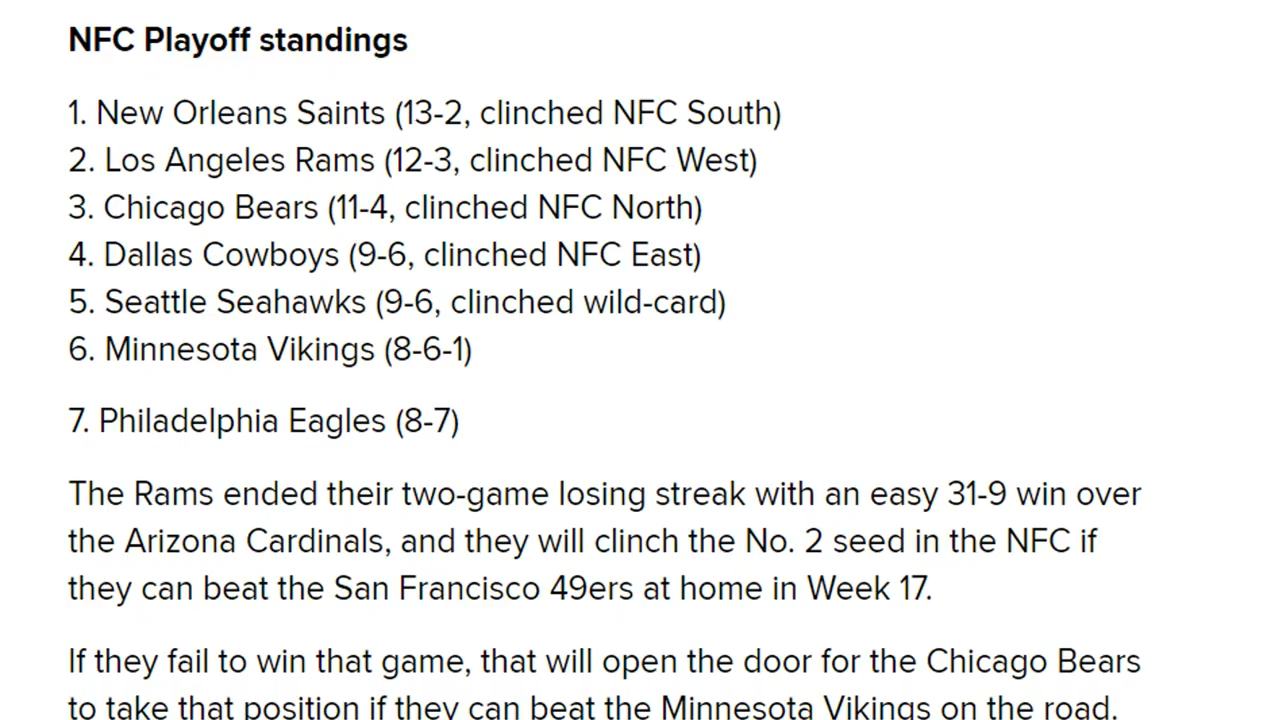 NFC Playoff standings
1. New Orleans Saints (13-2, clinched NFC South)
2. Los Angeles Rams (12-3, clinched NFC West)
3. Chicago Bears (11-4, clinched NFC North)
4. Dallas Cowboys (9-6, clinched NFC East)
5. Seattle Seahawks (9-6, clinched wild-card)
6. Minnesota Vikings (8-6-1)
7. Philadelphia Eagles (8-7)
The Rams ended their two-game losing streak with an easy 31-9 win over
the Arizona Cardinals, and they will clinch the No. 2 seed in the NFC if
they can beat the San Francisco 49ers at home in Week 17.
If they fail to win that game, that will open the door for the Chicago Bears
to take that position if they can beat the Minnesota Vikings on the road.